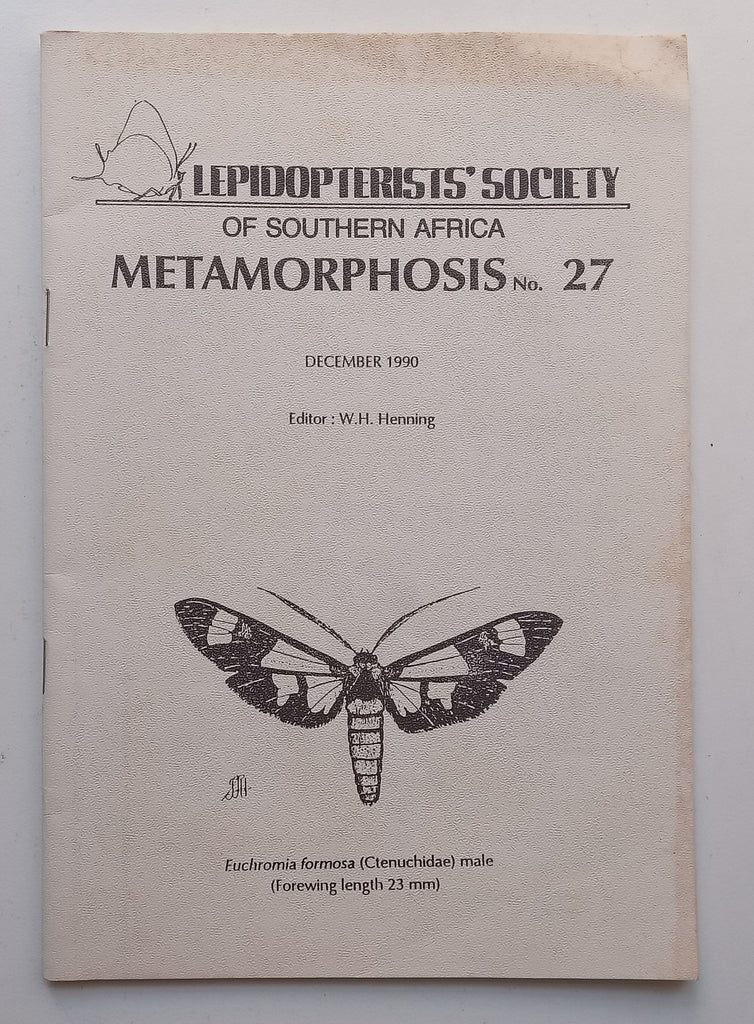 LEPIDOPTERISTS' SOCIETY
OF SOUTHERN AFRICA
METAMORPHOSIS No. 27
DECEMBER 1990
Editor : W.H. Henning
Euchromia formosa (Ctenuchidae) male
(Forewing length 23 mm)